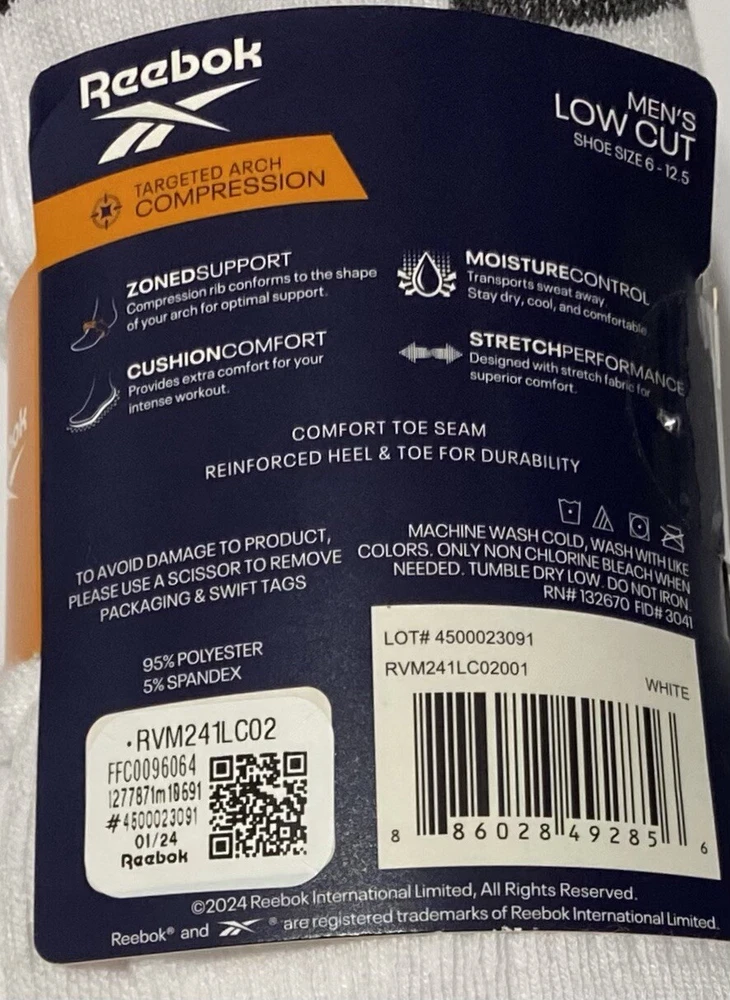 Reebok
MEN'S
LOW CUT
SHOE SIZE 6 - 12.5
TARGETED ARCH
COMPRESSION
ZONEDSUPPORT
Compression rib conforms to the shape
of your arch for optimal support.
MOISTURECONTROL
Transports sweat away.
Stay dry, cool, and comfortable
CUSHIONCOMFORT
Provides extra comfort for your
intense workout.
STRETCHPERFORMANCE
Designed with stretch fabric for
superior comfort.
COMFORT TOE SEAM
REINFORCED HEEL & TOE FOR DURABILITY
TO AVOID DAMAGE TO PRODUCT,
PLEASE USE A SCISSOR TO REMOVE
PACKAGING & SWIFT TAGS
MACHINE WASH COLD, WASH WITH LIKE
COLORS. ONLY NON CHLORINE BLEACH WHEN
NEEDED. TUMBLE DRY LOW. DO NOT IRON.
RN# 132670 FID# 3041
95% POLYESTER
5% SPANDEX
LOT# 4500023091
RVM241LC02001
WHITE
8 86028 49285 6
•RVM241LC02
FFC0096064
1277871m10691
#4500023091
01/24
Reebok
©2024 Reebok International Limited, All Rights Reserved.
Reebok® and ® are registered trademarks of Reebok International Limited.